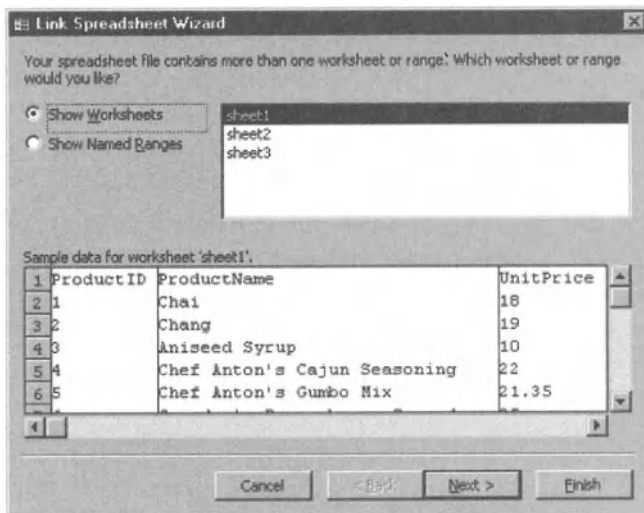 Link Spreadsheet Wizard
Your spreadsheet file contains more than one worksheet or range. Which worksheet or range
would you like?
Show Worksheets
Show Named Ranges
sheet1
sheet2
sheet3
Sample data for worksheet 'sheet1'.
1 ProductID ProductName UnitPrice
2 1 Chai 18
3 2 Chang 19
4 3 Aniseed Syrup 10
5 4 Chef Anton's Cajun Seasoning 22
6 5 Chef Anton's Gumbo Mix 21.35
Cancel < Back Next > Finish